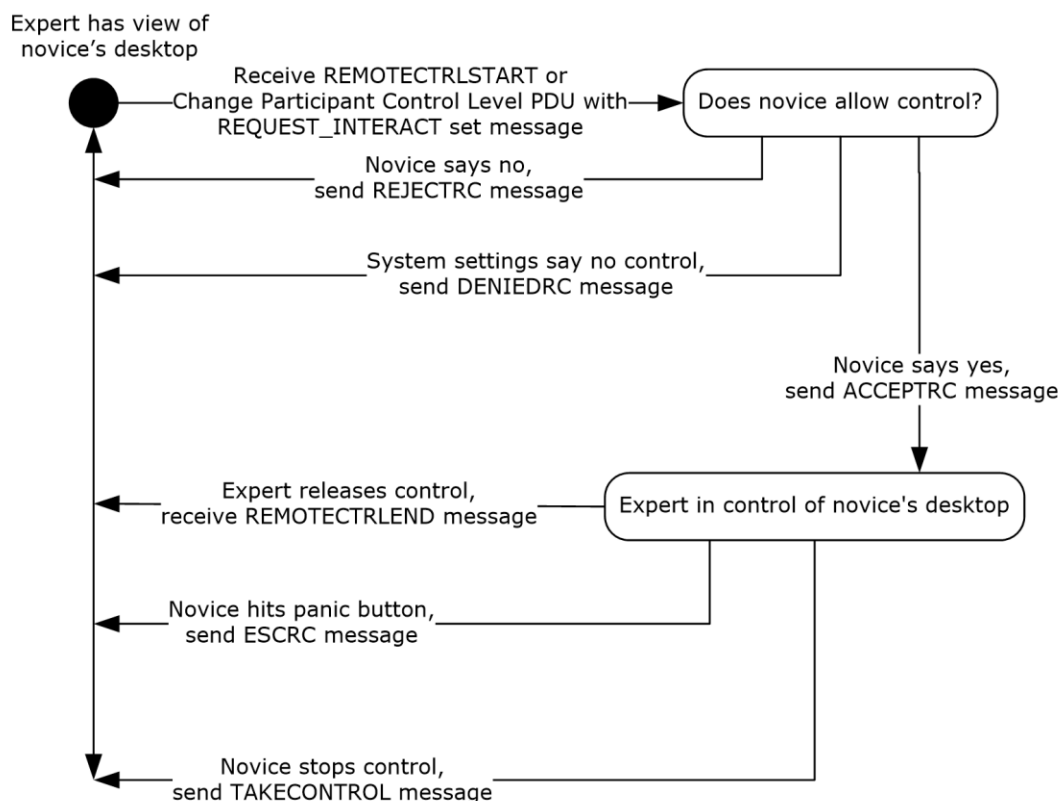 Expert has view of
novice's desktop
Receive REMOTECTRLSTART or
Change Participant Control Level PDU with
REQUEST_INTERACT set message
Does novice allow control?
Novice says no,
send REJECTRC message
System settings say no control,
send DENIEDRC message
Novice says yes,
send ACCEPTRC message
Expert releases control,
receive REMOTECTRLEND message
Expert in control of novice's desktop
Novice hits panic button,
send ESCRC message
Novice stops control,
send TAKECONTROL message